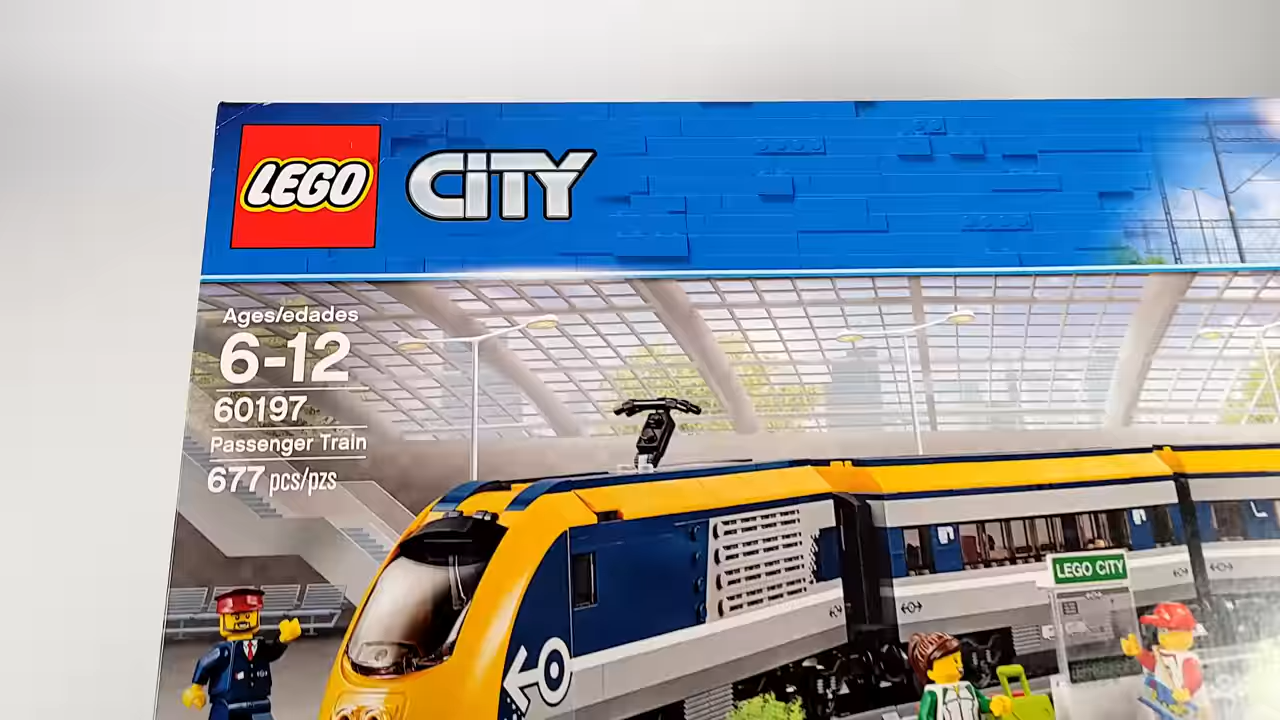 LEGO CITY
Ages/edades
6-12
60197
Passenger Train
677 pcs/pzs
LEGO CITY